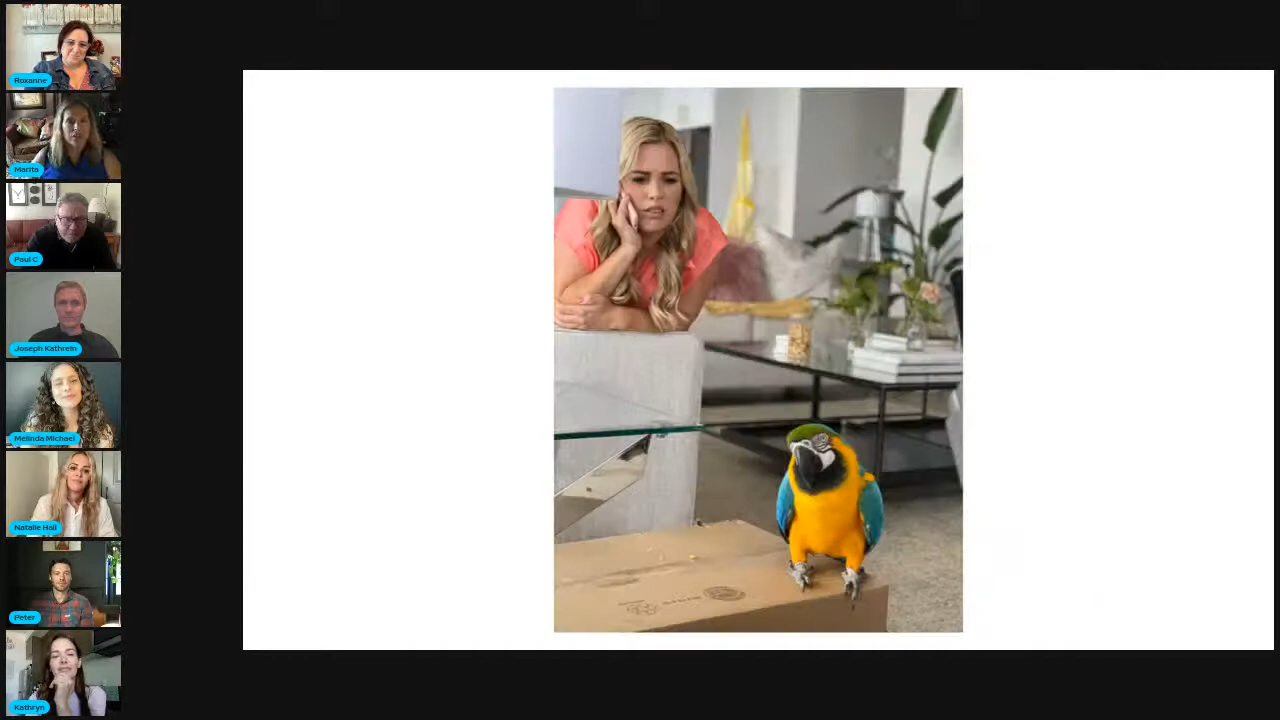 Roxanne
Marita
Paul C
Joseph Kathrein
Melinda Michael
Natalie Hall
Peter
Kathryn